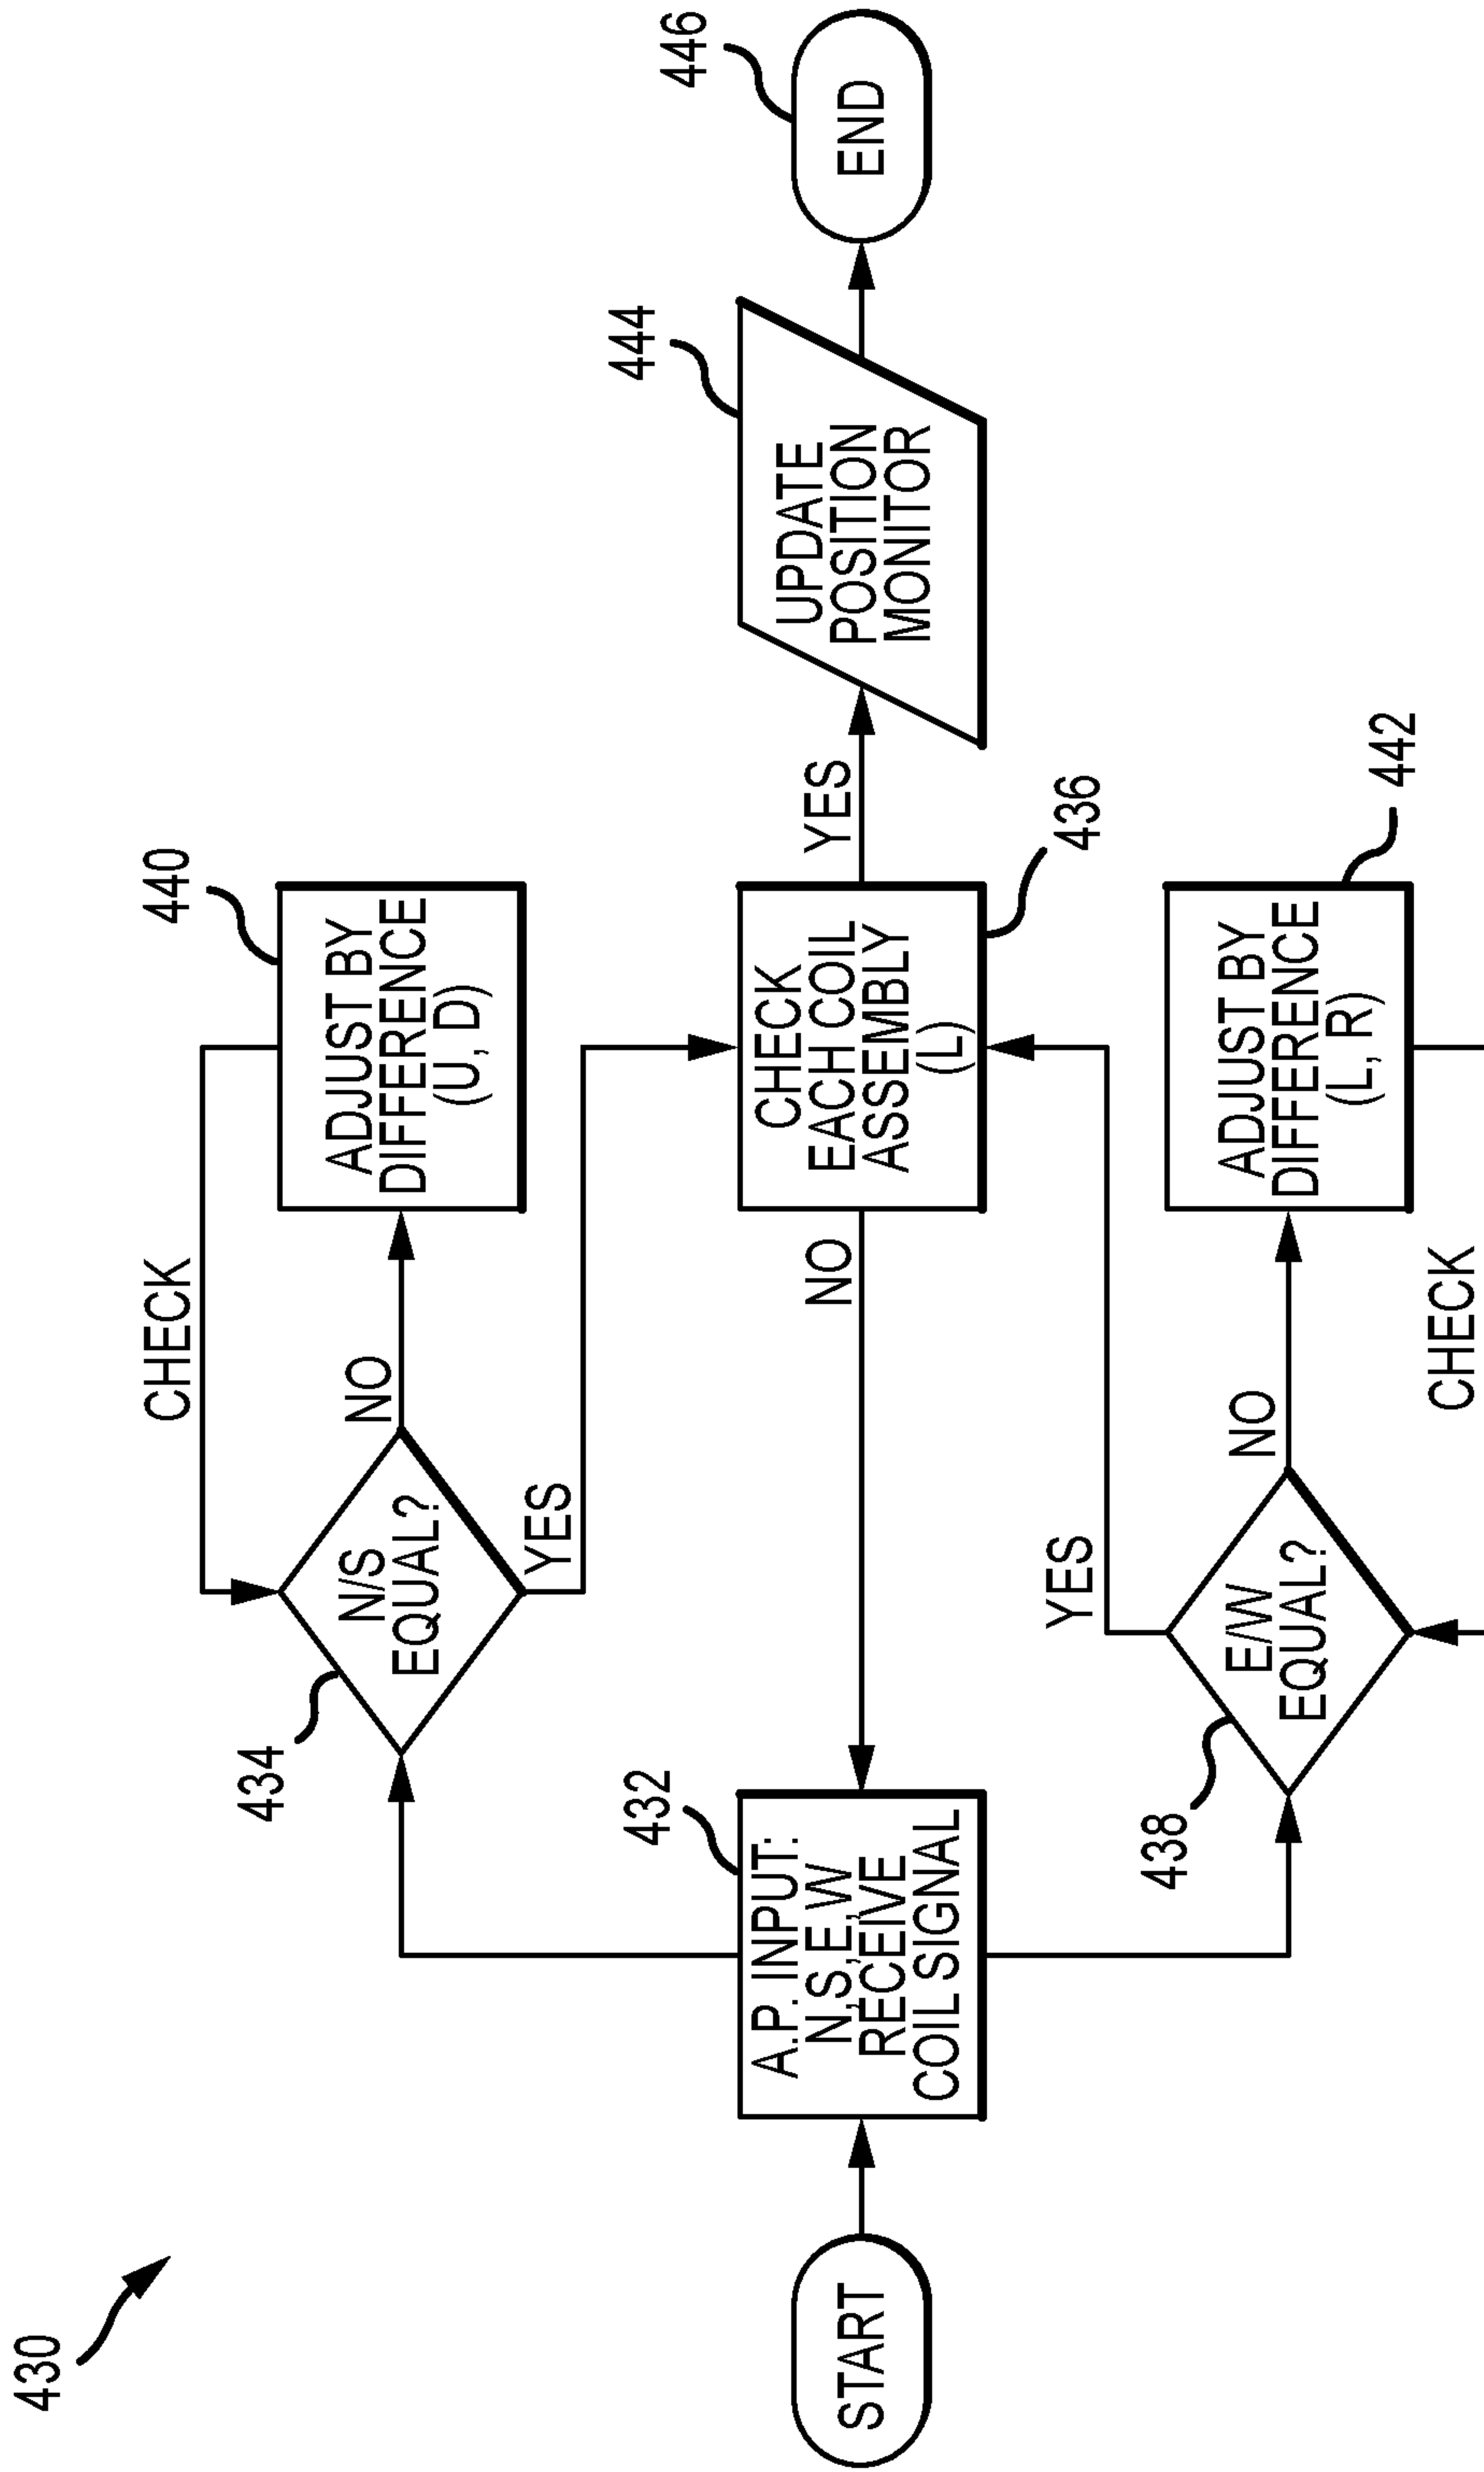 430
START
A.P. INPUT:
N,S,E,W
RECEIVE
COIL SIGNAL
432
434
N/S
EQUAL?
CHECK
NO
YES
440
ADJUST BY
DIFFERENCE
(U, D)
438
E/W
EQUAL?
YES
NO
CHECK
442
ADJUST BY
DIFFERENCE
(L, R)
NO
CHECK
EACH COIL
ASSEMBLY
(L)
436
YES
444
UPDATE
POSITION
MONITOR
446
END